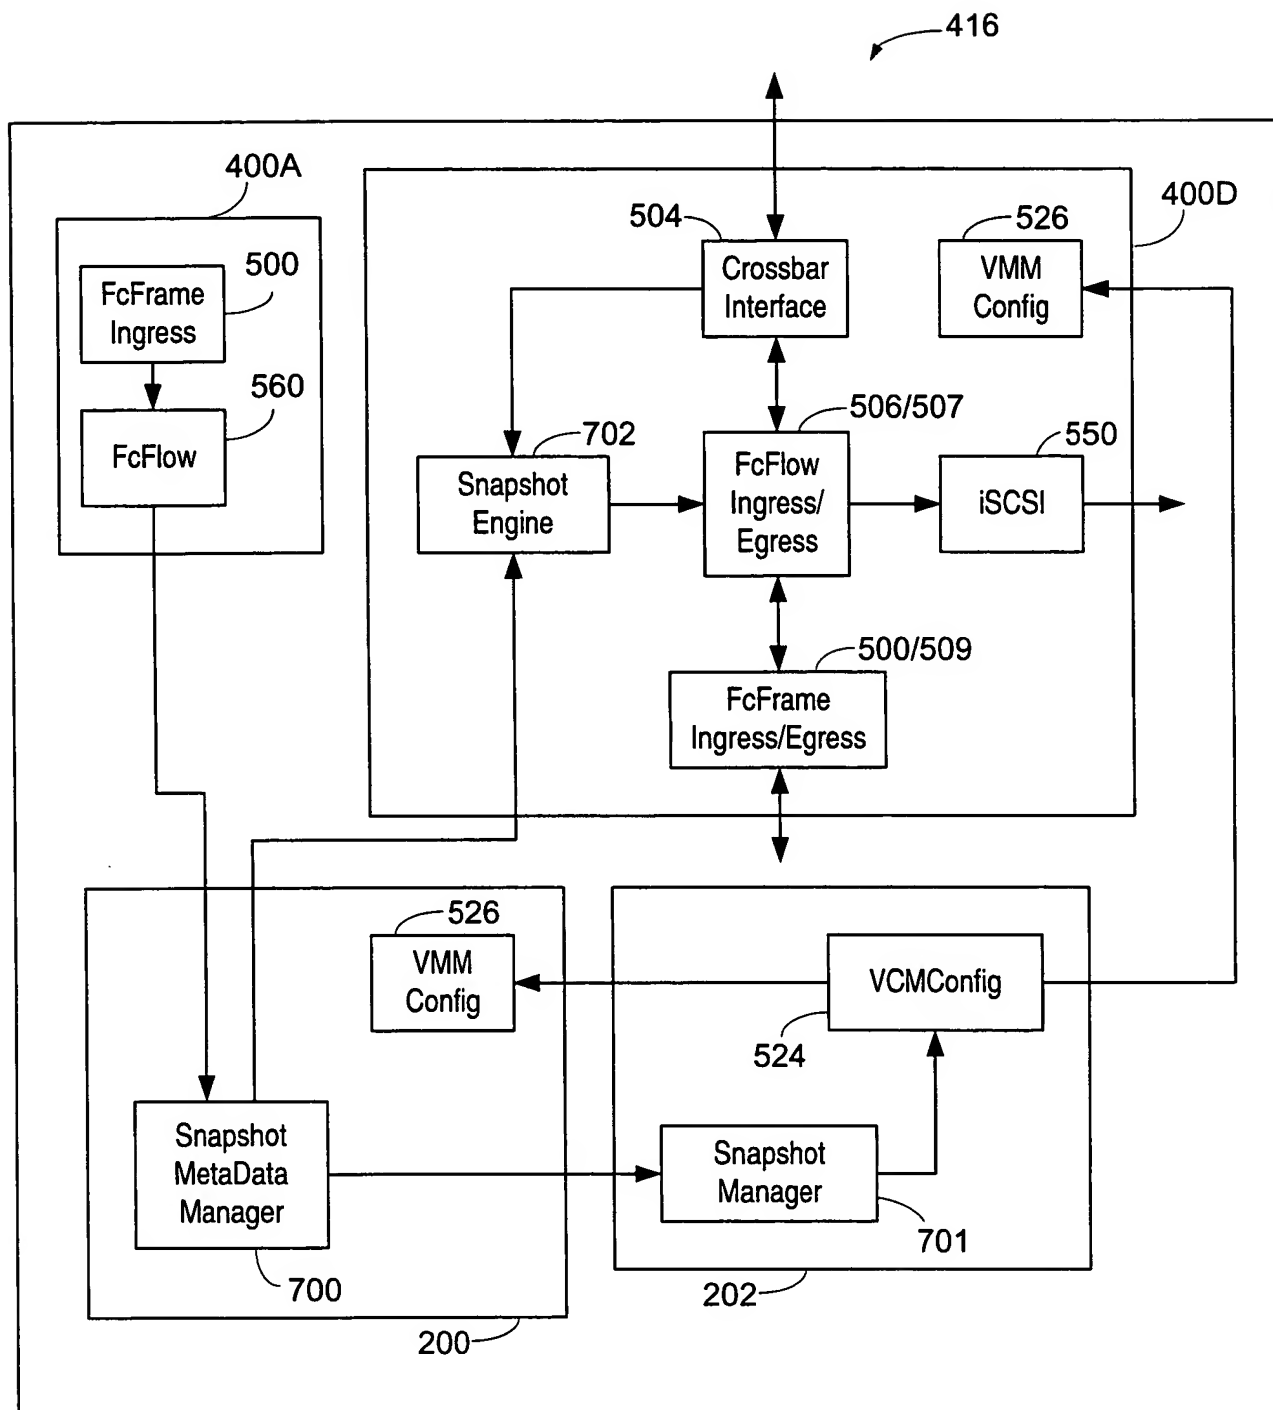 416
400A
400D
504
526
500
FcFrame
Ingress
Crossbar
Interface
VMM
Config
560
FcFlow
506/507
702
550
Snapshot
Engine
FcFlow
Ingress/
Egress
iSCSI
500/509
FcFrame
Ingress/Egress
526
VMM
Config
VCMConfig
524
Snapshot
MetaData
Manager
Snapshot
Manager
701
700
202
200